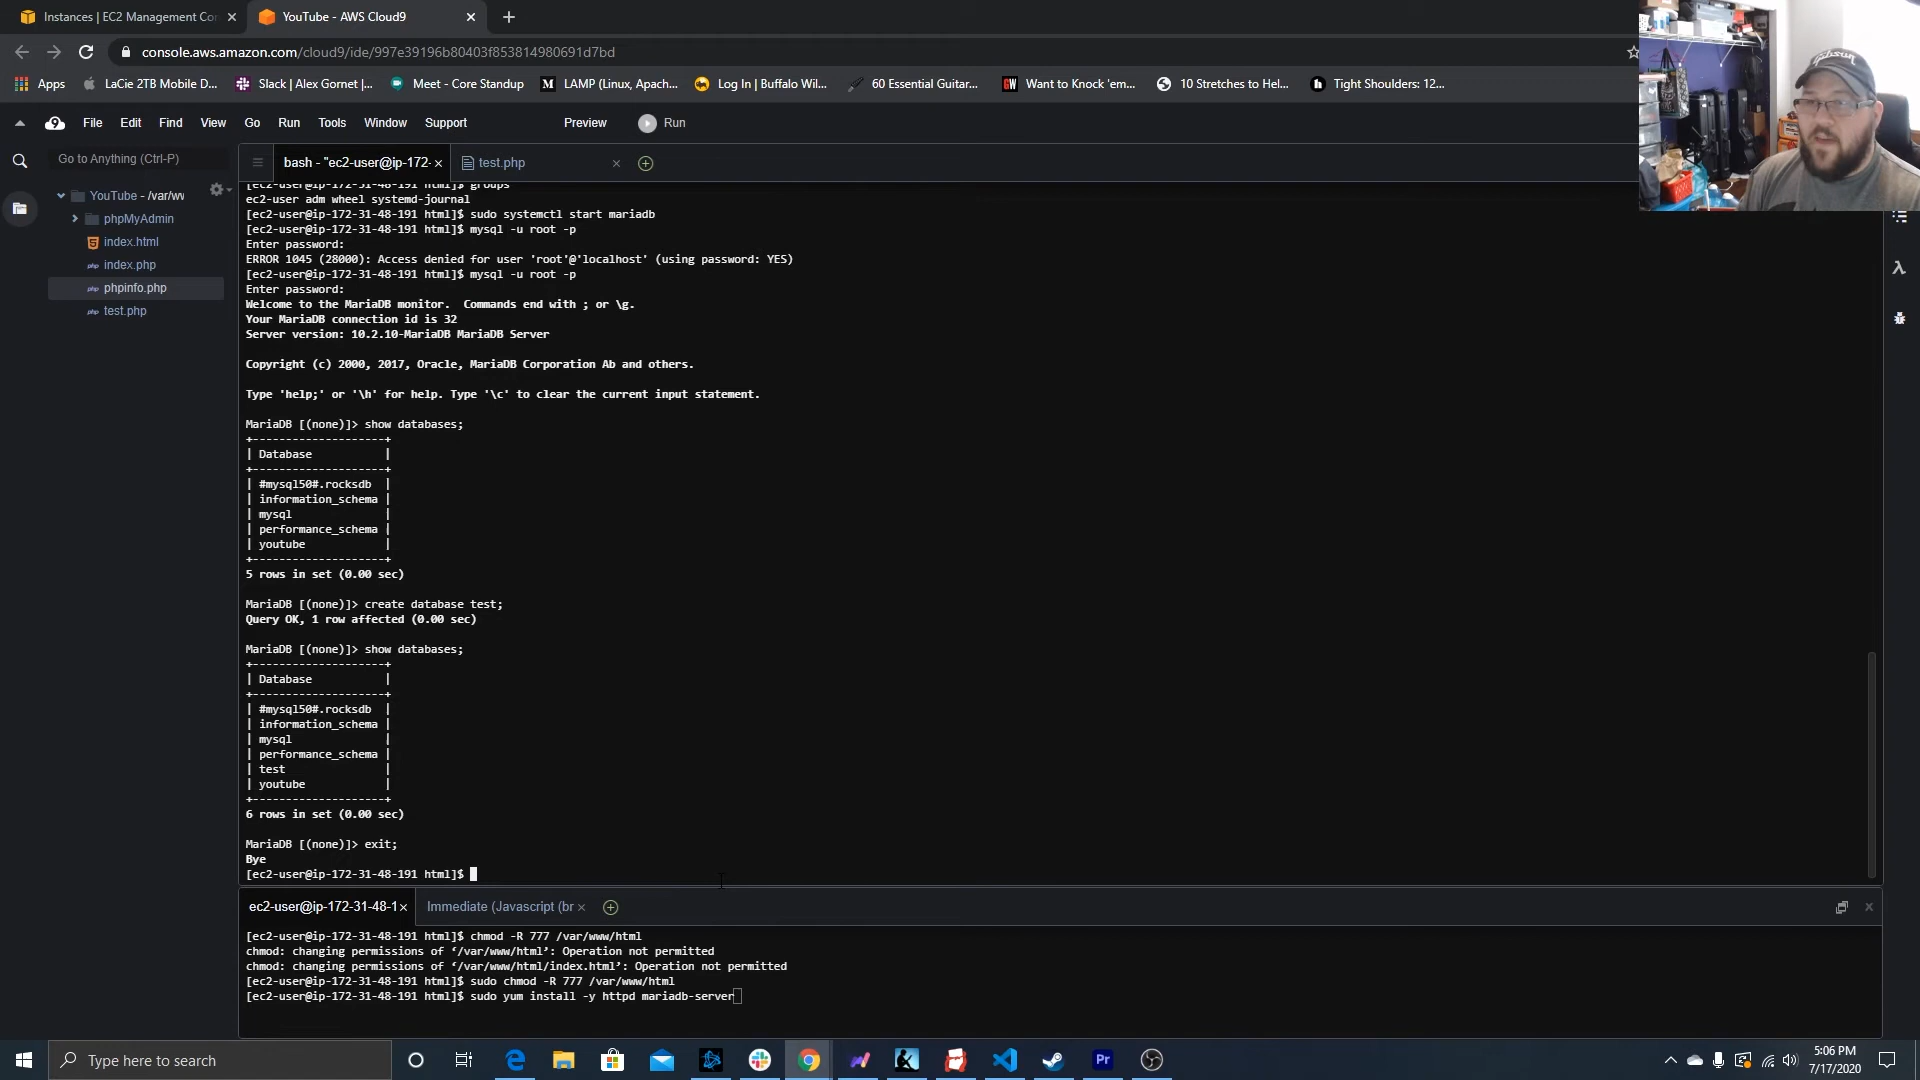 Instances | EC2 Management Con
YouTube - AWS Cloud9
console.aws.amazon.com/cloud9/ide/997e39196b80403f853814980691d7bd
Apps
LaCie 2TB Mobile D...
Slack | Alex Gornet |...
Meet - Core Standup
LAMP (Linux, Apach...
Log In | Buffalo Wil...
60 Essential Guitar...
Want to Knock 'em...
10 Stretches to Hel...
Tight Shoulders: 12...
File Edit Find View Go Run Tools Window Support Preview Run
Go to Anything (Ctrl-P)
YouTube - /var/ww
phpMyAdmin
index.html
index.php
phpinfo.php
test.php
bash - "ec2-user@ip-172-
test.php
[ec2-user@ip-172-31-48-191 html]$ groups
ec2-user adm wheel systemd-journal
[ec2-user@ip-172-31-48-191 html]$ sudo systemctl start mariadb
[ec2-user@ip-172-31-48-191 html]$ mysql -u root -p
Enter password:
ERROR 1045 (28000): Access denied for user 'root'@'localhost' (using password: YES)
[ec2-user@ip-172-31-48-191 html]$ mysql -u root -p
Enter password:
Welcome to the MariaDB monitor.  Commands end with ; or \g.
Your MariaDB connection id is 32
Server version: 10.2.10-MariaDB MariaDB Server
Copyright (c) 2000, 2017, Oracle, MariaDB Corporation Ab and others.
Type 'help;' or '\h' for help. Type '\c' to clear the current input statement.
MariaDB [(none)]> show databases;
+--------------------+
| Database           |
+--------------------+
| #mysql50#.rocksdb  |
| information_schema |
| mysql              |
| performance_schema |
| youtube            |
+--------------------+
5 rows in set (0.00 sec)
MariaDB [(none)]> create database test;
Query OK, 1 row affected (0.00 sec)
MariaDB [(none)]> show databases;
+--------------------+
| Database           |
+--------------------+
| #mysql50#.rocksdb  |
| information_schema |
| mysql              |
| performance_schema |
| test               |
| youtube            |
+--------------------+
6 rows in set (0.00 sec)
MariaDB [(none)]> exit;
Bye
[ec2-user@ip-172-31-48-191 html]$
ec2-user@ip-172-31-48-1
Immediate (Javascript (br
[ec2-user@ip-172-31-48-191 html]$ chmod -R 777 /var/www/html
chmod: changing permissions of ‘/var/www/html’: Operation not permitted
chmod: changing permissions of ‘/var/www/html/index.html’: Operation not permitted
[ec2-user@ip-172-31-48-191 html]$ sudo chmod -R 777 /var/www/html
[ec2-user@ip-172-31-48-191 html]$ sudo yum install -y httpd mariadb-server
Type here to search
5:06 PM
7/17/2020